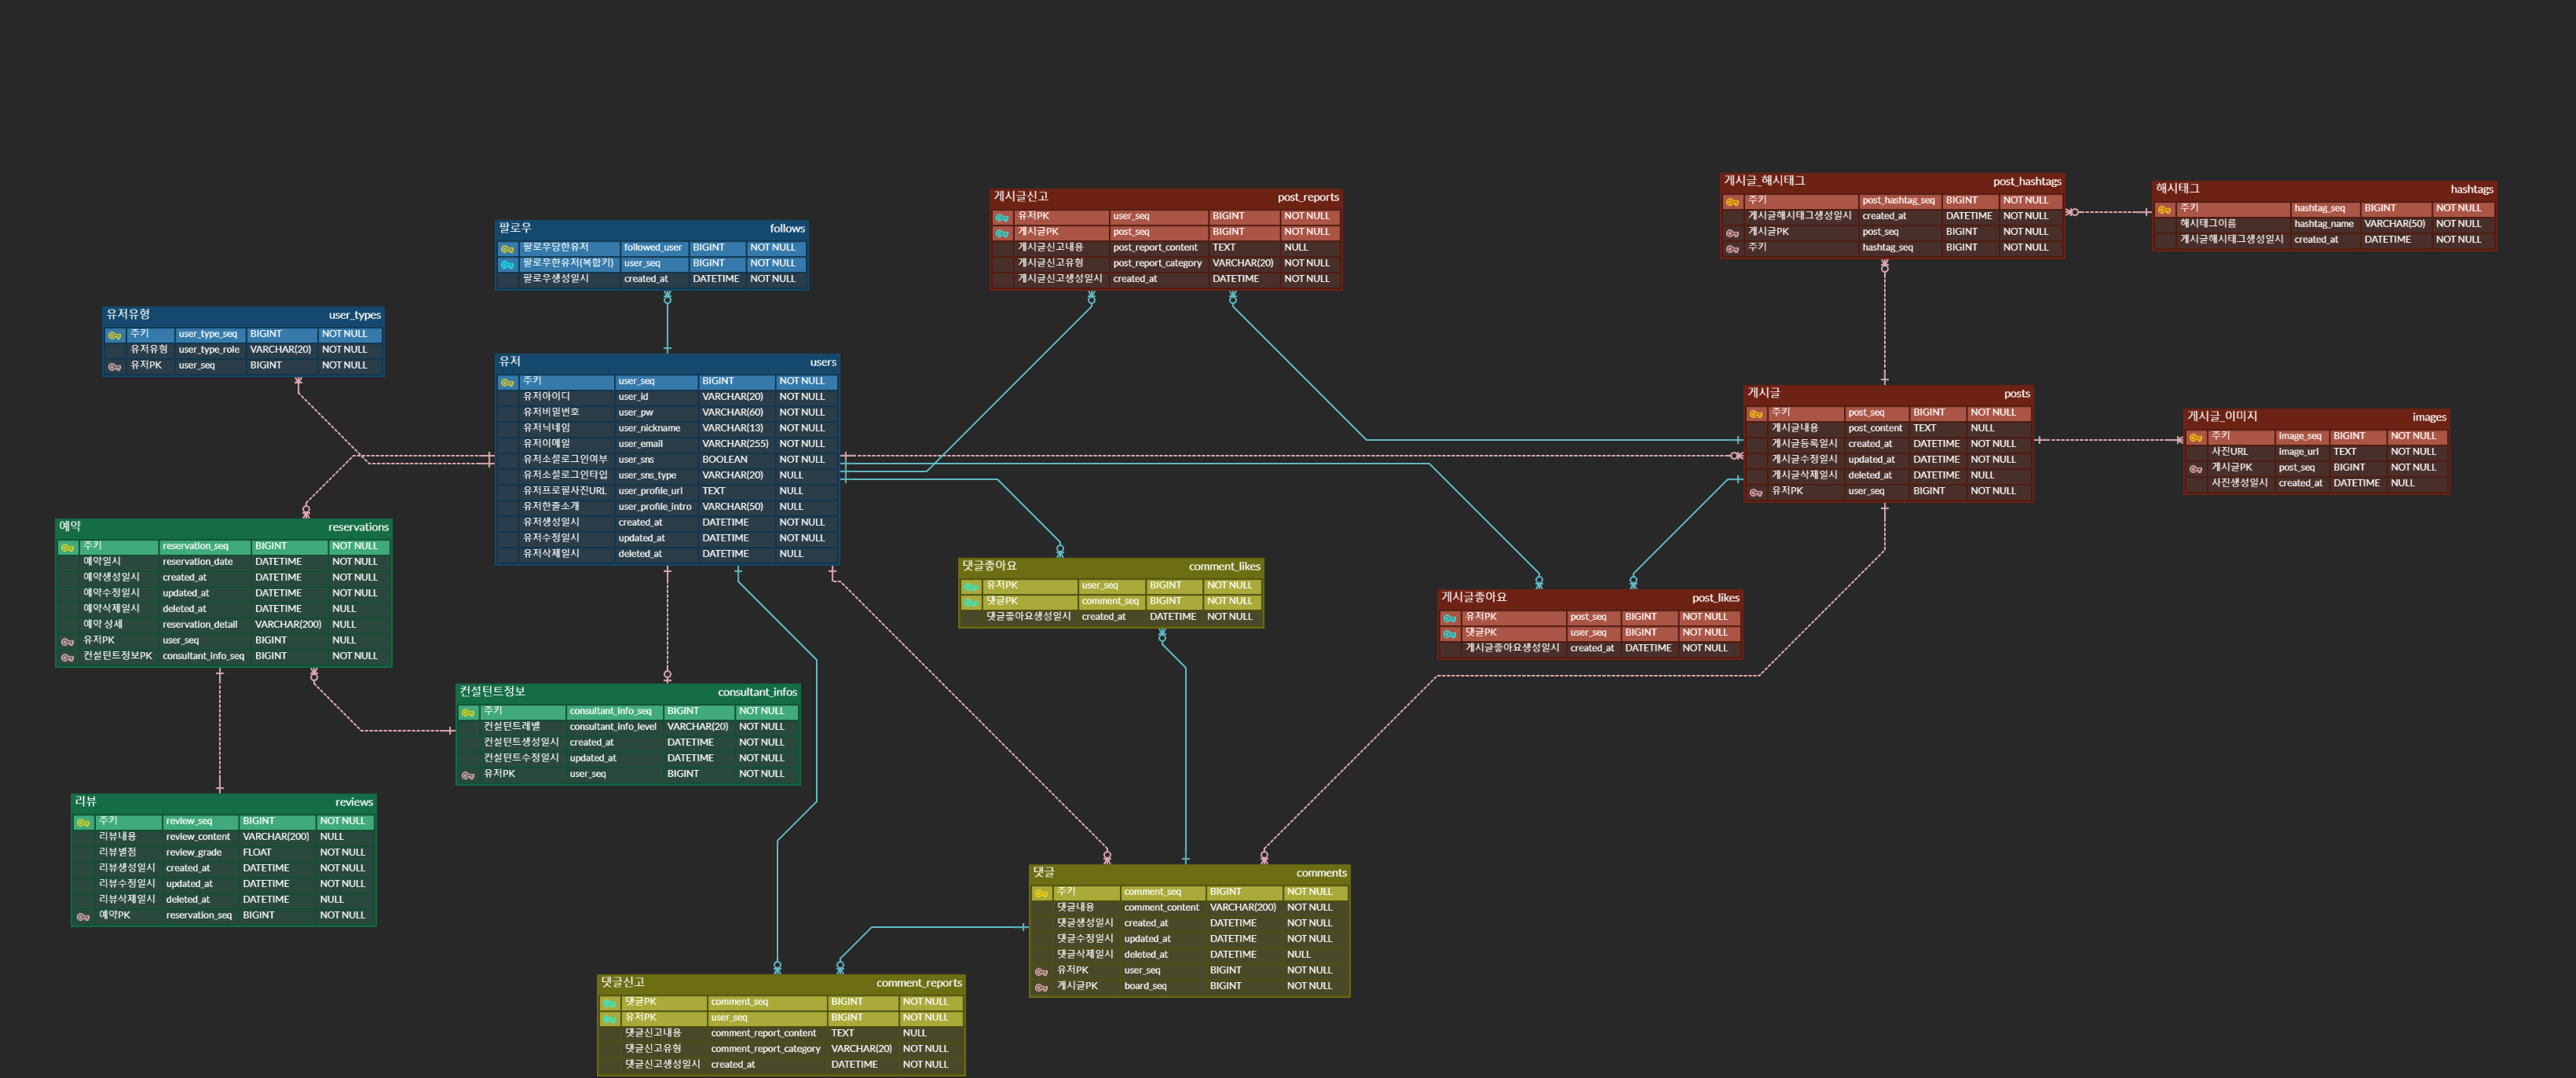 게시글_해시태그 post_hashtags
주키 post_hashtag_seq BIGINT NOT NULL
게시글해시태그생성일시 created_at DATETIME NOT NULL
게시글PK post_seq BIGINT NOT NULL
주키 hashtag_seq BIGINT NOT NULL
해시태그 hashtags
주키 hashtag_seq BIGINT NOT NULL
해시태그이름 hashtag_name VARCHAR(50) NOT NULL
게시글해시태그생성일시 created_at DATETIME NOT NULL
게시글신고 post_reports
유저PK user_seq BIGINT NOT NULL
게시글PK post_seq BIGINT NOT NULL
게시글신고내용 post_report_content TEXT NULL
게시글신고유형 post_report_category VARCHAR(20) NOT NULL
게시글신고생성일시 created_at DATETIME NOT NULL
팔로우 follows
팔로우당한유저 followed_user BIGINT NOT NULL
팔로우한유저(복합키) user_seq BIGINT NOT NULL
팔로우생성일시 created_at DATETIME NOT NULL
유저유형 user_types
주키 user_type_seq BIGINT NOT NULL
유저유형 user_type_role VARCHAR(20) NOT NULL
유저PK user_seq BIGINT NOT NULL
유저 users
주키 user_seq BIGINT NOT NULL
유저아이디 user_id VARCHAR(20) NOT NULL
유저비밀번호 user_pw VARCHAR(60) NOT NULL
유저닉네임 user_nickname VARCHAR(13) NOT NULL
유저이메일 user_email VARCHAR(255) NOT NULL
유저소셜로그인여부 user_sns BOOLEAN NOT NULL
유저소셜로그인타입 user_sns_type VARCHAR(20) NULL
유저프로필사진URL user_profile_url TEXT NULL
유저한줄소개 user_profile_intro VARCHAR(50) NULL
유저생성일시 created_at DATETIME NOT NULL
유저수정일시 updated_at DATETIME NOT NULL
유저삭제일시 deleted_at DATETIME NULL
게시글 posts
주키 post_seq BIGINT NOT NULL
게시글내용 post_content TEXT NULL
게시글등록일시 created_at DATETIME NOT NULL
게시글수정일시 updated_at DATETIME NOT NULL
게시글삭제일시 deleted_at DATETIME NULL
유저PK user_seq BIGINT NOT NULL
게시글_이미지 images
주키 image_seq BIGINT NOT NULL
사진URL image_url TEXT NOT NULL
게시글PK post_seq BIGINT NOT NULL
사진생성일시 created_at DATETIME NULL
예약 reservations
주키 reservation_seq BIGINT NOT NULL
예약일시 reservation_date DATETIME NOT NULL
예약생성일시 created_at DATETIME NOT NULL
예약수정일시 updated_at DATETIME NOT NULL
예약삭제일시 deleted_at DATETIME NULL
예약 상세 reservation_detail VARCHAR(200) NULL
유저PK user_seq BIGINT NULL
컨설턴트정보PK consultant_info_seq BIGINT NOT NULL
댓글좋아요 comment_likes
유저PK user_seq BIGINT NOT NULL
댓글PK comment_seq BIGINT NOT NULL
댓글좋아요생성일시 created_at DATETIME NOT NULL
게시글좋아요 post_likes
유저PK post_seq BIGINT NOT NULL
댓글PK user_seq BIGINT NOT NULL
게시글좋아요생성일시 created_at DATETIME NOT NULL
컨설턴트정보 consultant_infos
주키 consultant_info_seq BIGINT NOT NULL
컨설턴트레벨 consultant_info_level VARCHAR(20) NOT NULL
컨설턴트생성일시 created_at DATETIME NOT NULL
컨설턴트수정일시 updated_at DATETIME NOT NULL
유저PK user_seq BIGINT NOT NULL
리뷰 reviews
주키 review_seq BIGINT NOT NULL
리뷰내용 review_content VARCHAR(200) NULL
리뷰별점 review_grade FLOAT NOT NULL
리뷰생성일시 created_at DATETIME NOT NULL
리뷰수정일시 updated_at DATETIME NOT NULL
리뷰삭제일시 deleted_at DATETIME NULL
예약PK reservation_seq BIGINT NOT NULL
댓글 comments
주키 comment_seq BIGINT NOT NULL
댓글내용 comment_content VARCHAR(200) NOT NULL
댓글생성일시 created_at DATETIME NOT NULL
댓글수정일시 updated_at DATETIME NOT NULL
댓글삭제일시 deleted_at DATETIME NULL
유저PK user_seq BIGINT NOT NULL
게시글PK board_seq BIGINT NOT NULL
댓글신고 comment_reports
댓글PK comment_seq BIGINT NOT NULL
유저PK user_seq BIGINT NOT NULL
댓글신고내용 comment_report_content TEXT NULL
댓글신고유형 comment_report_category VARCHAR(20) NOT NULL
댓글신고생성일시 created_at DATETIME NOT NULL